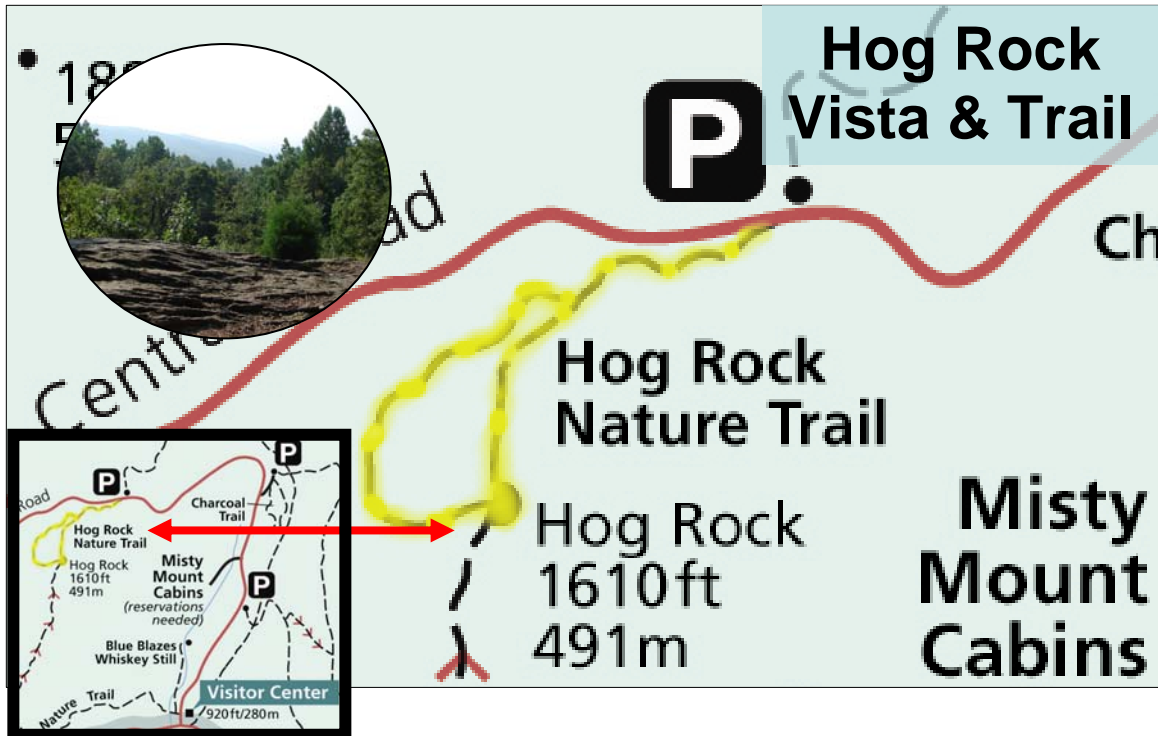 Hog Rock
Vista & Trail
P
Ch
Hog Rock
Nature Trail
Hog Rock
1610ft
491m
Misty
Mount
Cabins
P
P
Road
Charcoal
Trail
Hog Rock
Nature Trail
Hog Rock
1610ft
491m
Misty
Mount
Cabins
(reservations
needed)
P
Blue Blazes
Whiskey Still
Visitor Center
920ft/280m
Nature Trail